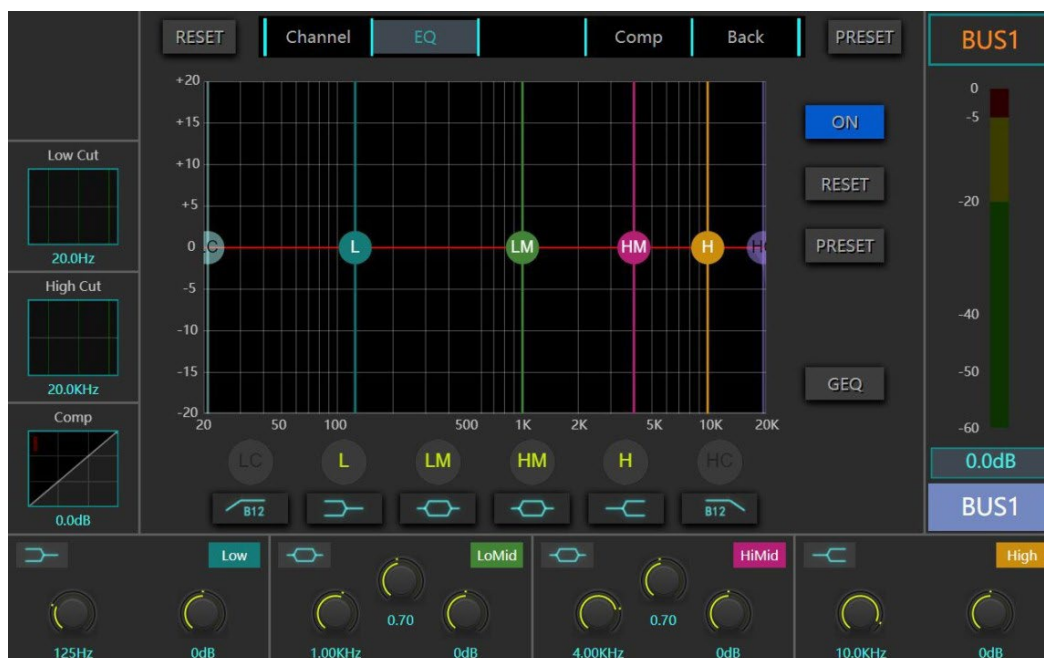 RESET Channel EQ Comp Back PRESET BUS1
+20
+15
+10
+5
0
-5
-10
-15
-20
20 50 100 500 1K 2K 5K 10K 20K
LC L LM HM H HC
ON
RESET
PRESET
GEQ
Low Cut
20.0Hz
High Cut
20.0KHz
Comp
0.0dB
0
-5
-20
-40
-50
-60
0.0dB
BUS1
LC L LM HM H HC
B12 B12
Low LoMid HiMid High
0.70 0.70
125Hz 0dB 1.00KHz 0dB 4.00KHz 0dB 10.0KHz 0dB